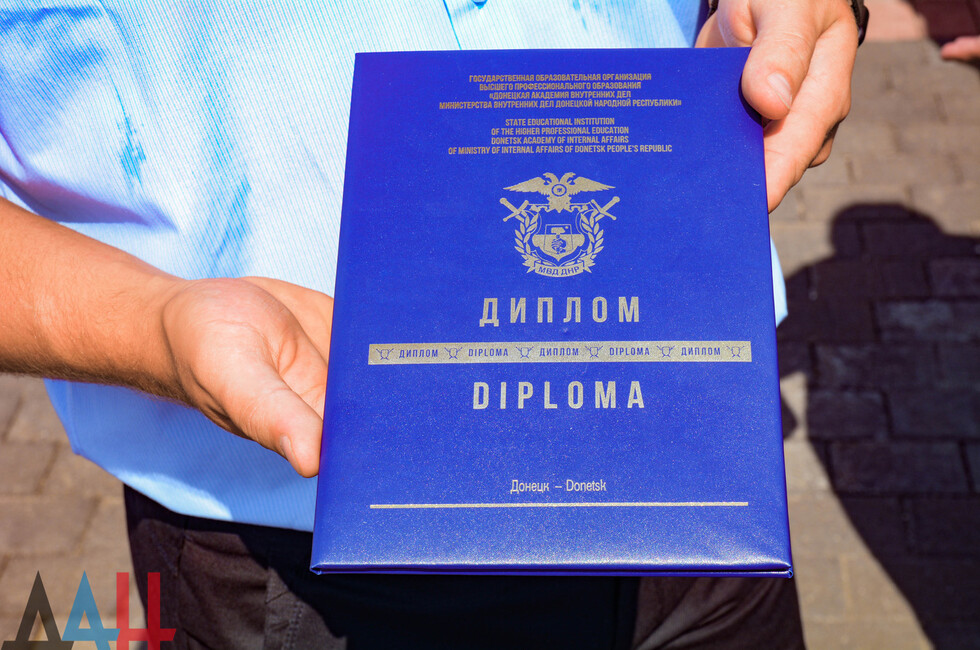 ГОСУДАРСТВЕННАЯ ОБРАЗОВАТЕЛЬНАЯ ОРГАНИЗАЦИЯ
ВЫСШЕГО ПРОФЕССИОНАЛЬНОГО ОБРАЗОВАНИЯ
«ДОНЕЦКАЯ АКАДЕМИЯ ВНУТРЕННИХ ДЕЛ
МИНИСТЕРСТВА ВНУТРЕННИХ ДЕЛ ДОНЕЦКОЙ НАРОДНОЙ РЕСПУБЛИКИ»
STATE EDUCATIONAL INSTITUTION
OF THE HIGHER PROFESSIONAL EDUCATION
DONETSK ACADEMY OF INTERNAL AFFAIRS
OF MINISTRY OF INTERNAL AFFAIRS OF DONETSK PEOPLE'S REPUBLIC
МВД ДНР
ДИПЛОМ
ДИПЛОМ DIPLOMA ДИПЛОМ DIPLOMA ДИПЛОМ
DIPLOMA
Донецк – Donetsk
ДАН